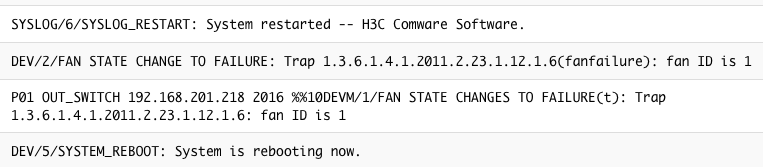 SYSLOG/6/SYSLOG_RESTART: System restarted -- H3C Comware Software.
DEV/2/FAN STATE CHANGE TO FAILURE: Trap 1.3.6.1.4.1.2011.2.23.1.12.1.6(fanfailure): fan ID is 1
P01 OUT_SWITCH 192.168.201.218 2016 %%10DEVM/1/FAN STATE CHANGES TO FAILURE(t): Trap
1.3.6.1.4.1.2011.2.23.1.12.1.6: fan ID is 1
DEV/5/SYSTEM_REBOOT: System is rebooting now.